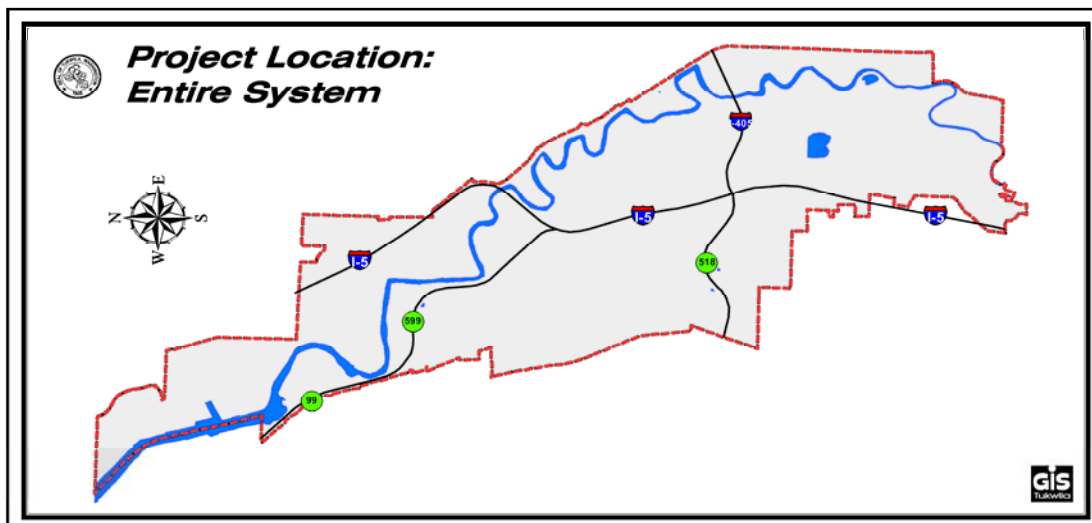 Project Location:
Entire System
I-405
E
N
S
W
I-5
I-5
I-5
518
599
99
GIS
Tukwila